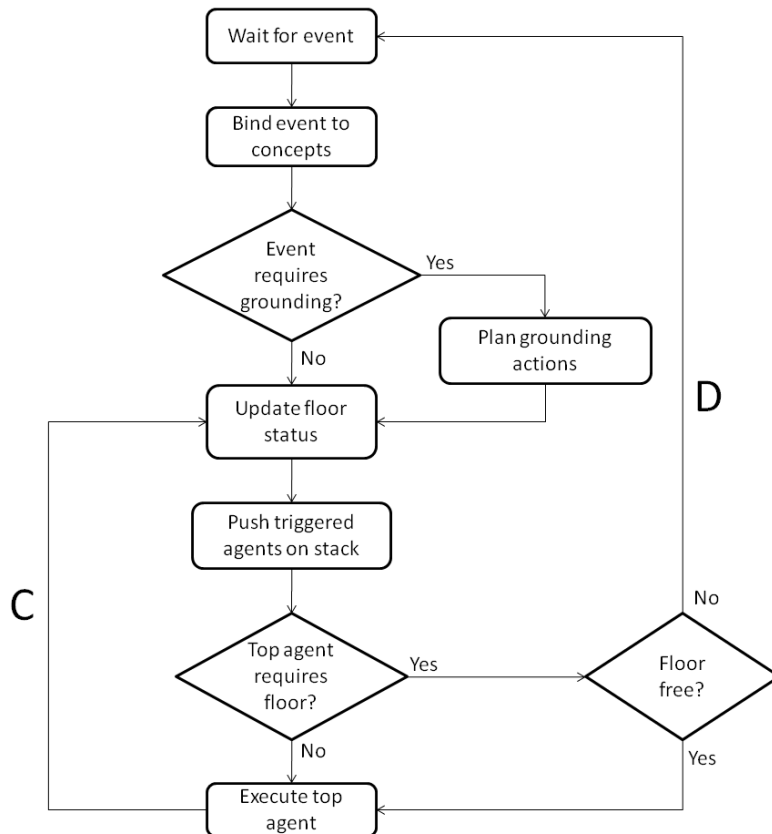 Wait for event
Bind event to
concepts
Event
requires
grounding?
Yes
Plan grounding
actions
No
Update floor
status
D
Push triggered
agents on stack
C
No
Top agent
requires
floor?
Yes
Floor
free?
No
Yes
Execute top
agent